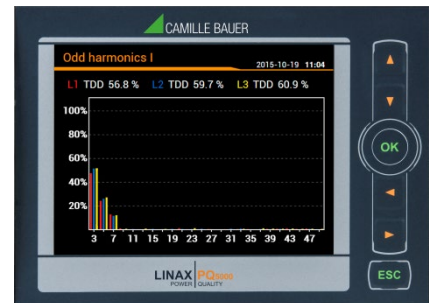 CAMILLE BAUER
Odd harmonics I
2015-10-19 11:04
L1 TDD 56.8 % L2 TDD 59.7 % L3 TDD 60.9 %
100%
80%
60%
40%
20%
3 7 11 15 19 23 27 31 35 39 43 47
OK
ESC
LINAX PQ5000
POWER QUALITY